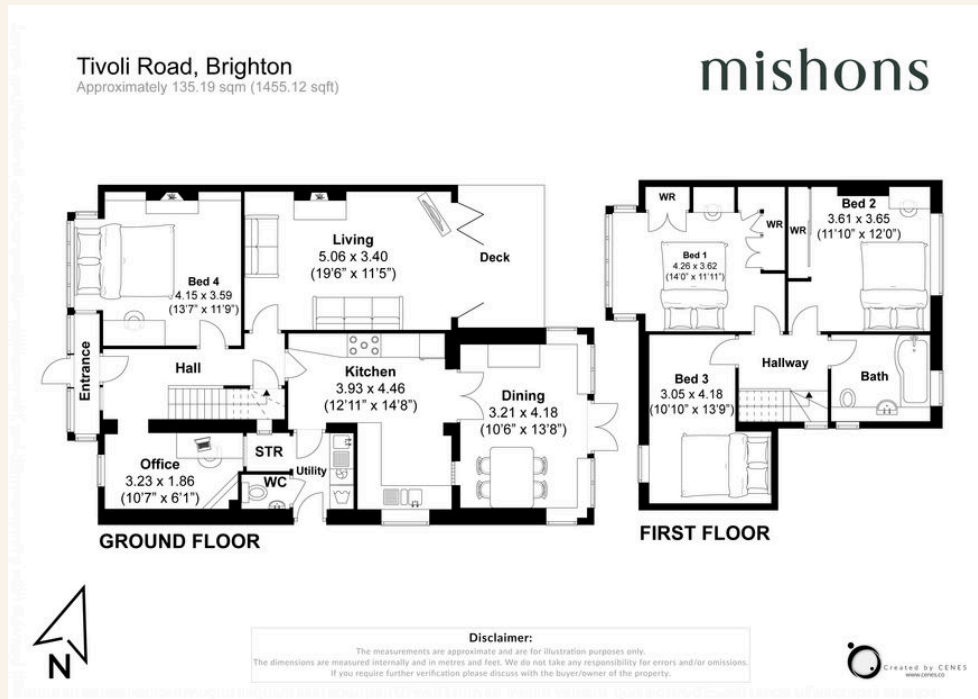 Tivoli Road, Brighton
Approximately 135.19 sqm (1455.12 sqft)
mishons
Bed 4
4.15 x 3.59
(13'7" x 11'9")
Living
5.06 x 3.40
(19'6" x 11'5")
Deck
Entrance
Hall
Kitchen
3.93 x 4.46
(12'11" x 14'8")
Dining
3.21 x 4.18
(10'6" x 13'8")
Office
3.23 x 1.86
(10'7" x 6'1")
STR
WC
Utility
GROUND FLOOR
WR
Bed 1
4.26 x 3.62
(14'0" x 11'11")
WR
WR
Bed 2
3.61 x 3.65
(11'10" x 12'0")
Bed 3
3.05 x 4.18
(10'10" x 13'9")
Hallway
Bath
FIRST FLOOR
N
Disclaimer:
The measurements are approximate and are for illustration purposes only.
The dimensions are measured internally and in metres and feet. We do not take any responsibility for errors and/or omissions.
If you require further verification please discuss with the buyer/owner of the property.
Created by CENES
www.cenes.co